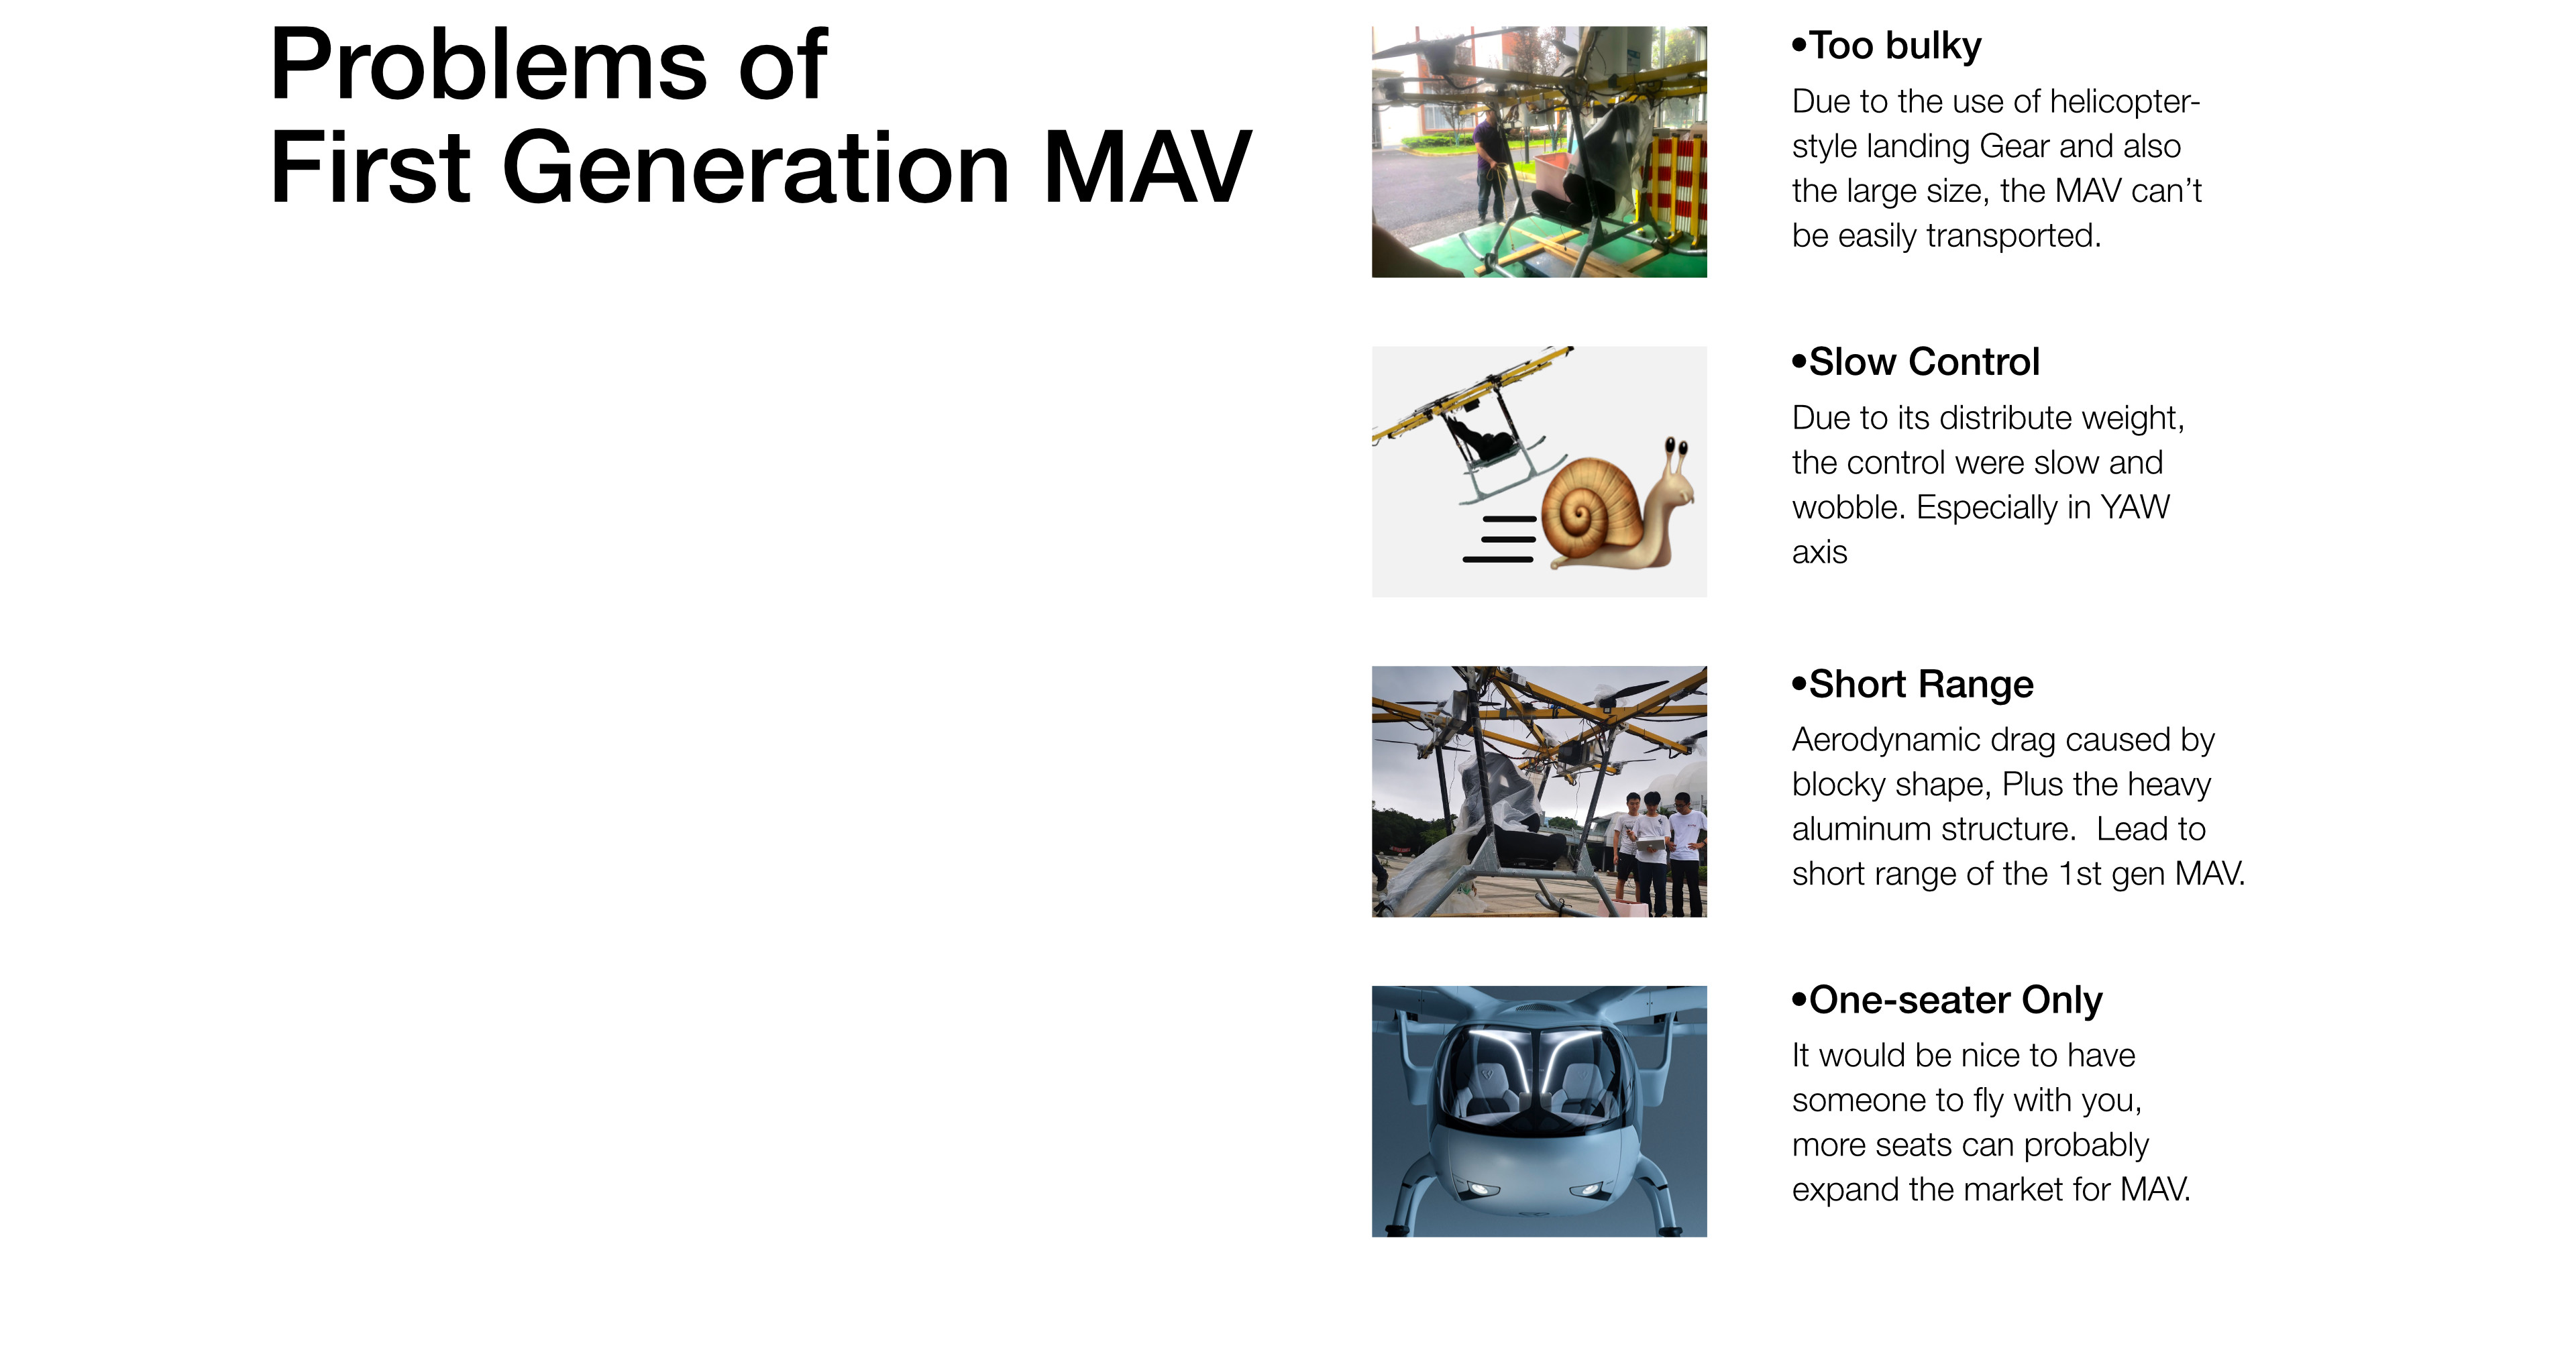 Problems of
First Generation MAV
•Too bulky
Due to the use of helicopter-
style landing Gear and also
the large size, the MAV can’t
be easily transported.
•Slow Control
Due to its distribute weight,
the control were slow and
wobble. Especially in YAW
axis
•Short Range
Aerodynamic drag caused by
blocky shape, Plus the heavy
aluminum structure.  Lead to
short range of the 1st gen MAV.
•One-seater Only
It would be nice to have
someone to fly with you,
more seats can probably
expand the market for MAV.